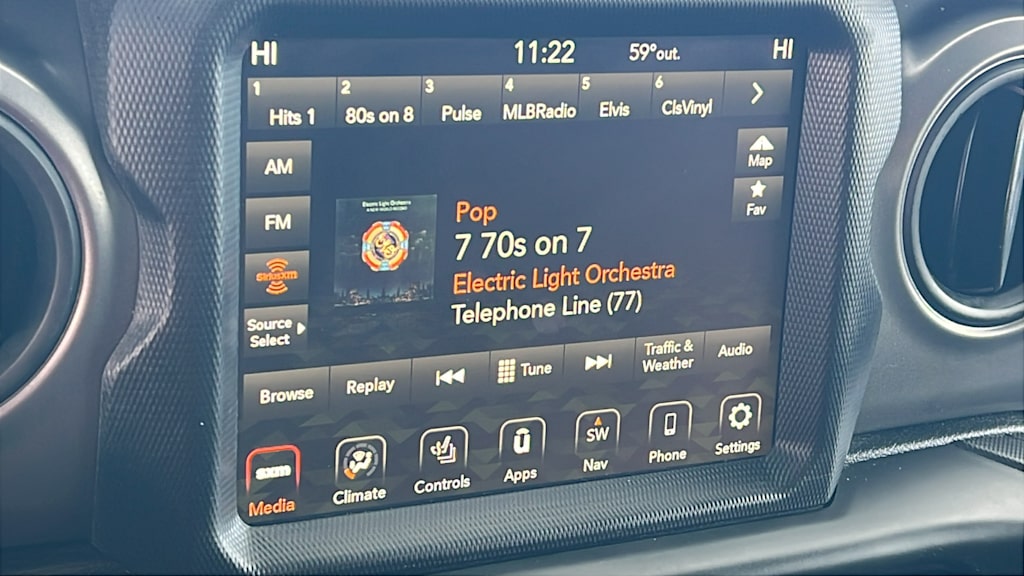 HI 11:22 59°out. HI
1 2 3 4 5 6
Hits 1 80s on 8 Pulse MLBRadio Elvis ClsVinyl
AM
Map
FM
Fav
Electric Light Orchestra
A NEW WORLD RECORD
Pop
7 70s on 7
Electric Light Orchestra
Telephone Line (77)
SiriusXm
Source
Select
Browse Replay Tune Traffic & Audio
Weather
sxm SW
Media Climate Controls Apps Nav Phone Settings